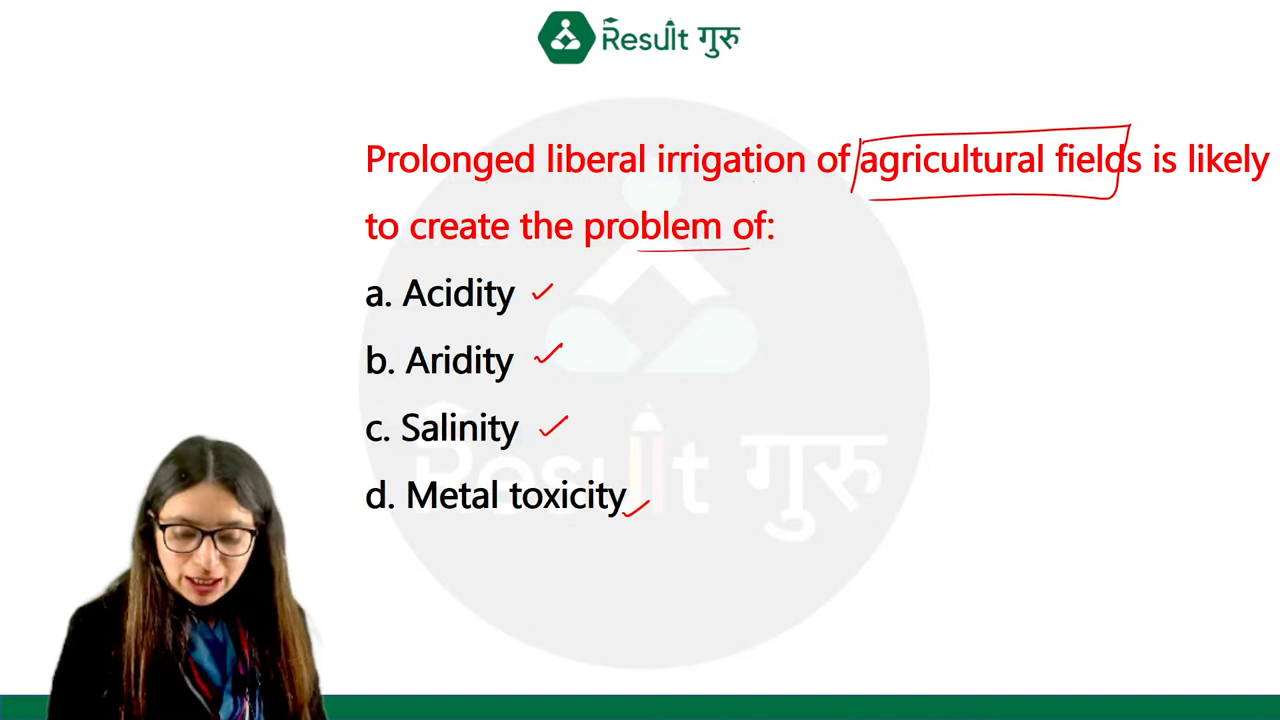 Result गुरु
Prolonged liberal irrigation of agricultural fields is likely
to create the problem of:
a. Acidity
b. Aridity
c. Salinity
d. Metal toxicity
Result गुरु